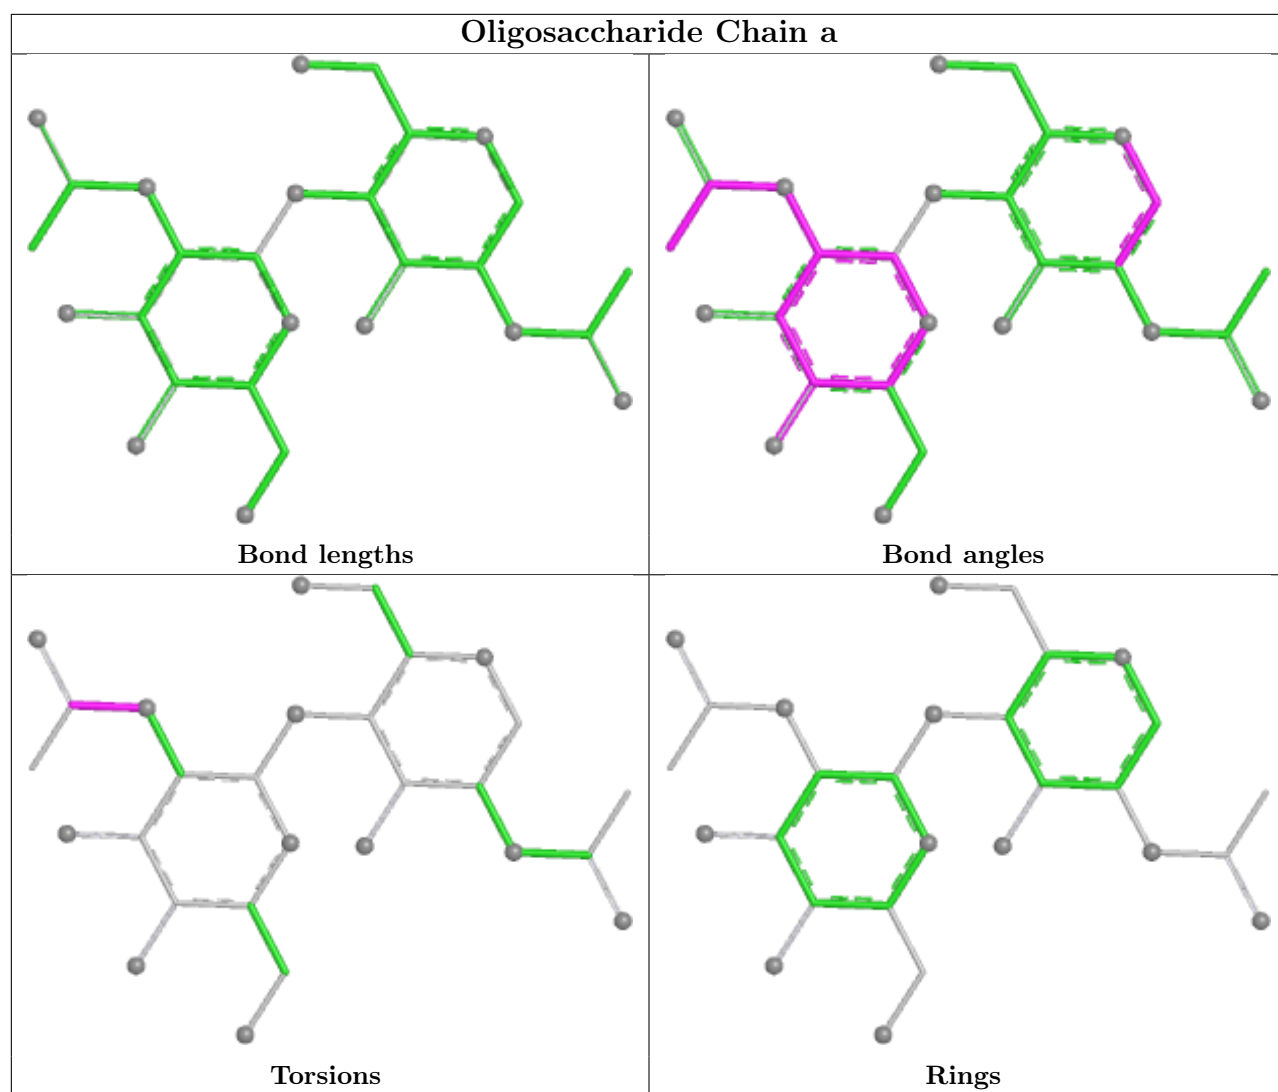 Oligosaccharide Chain a
Bond lengths
Bond angles
Torsions
Rings